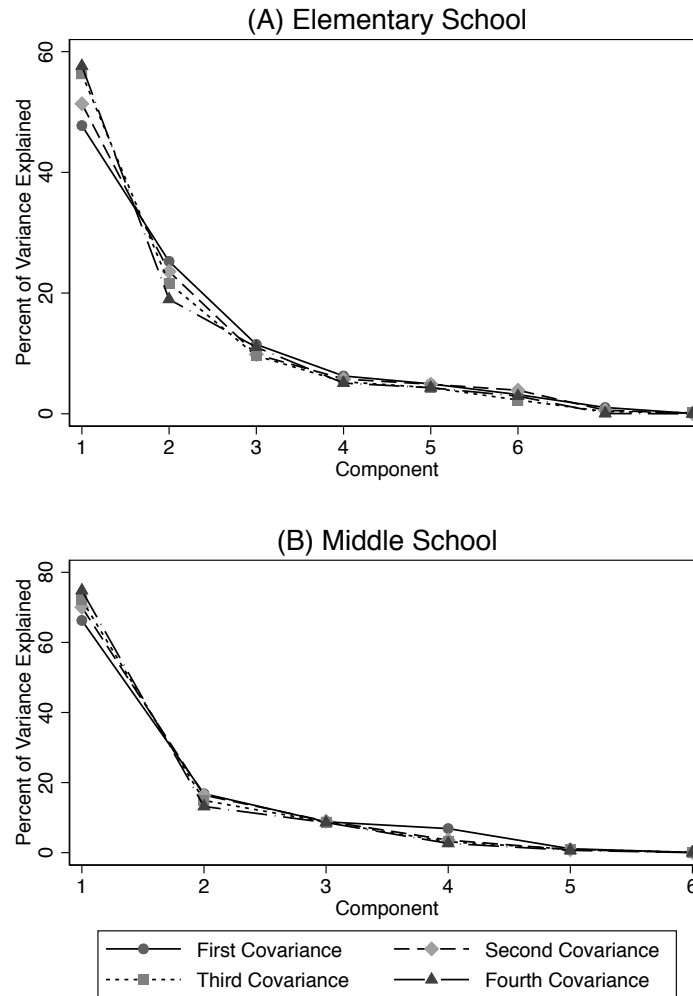 (A) Elementary School
Percent of Variance Explained
60
40
20
0
1 2 3 4 5 6
Component
(B) Middle School
Percent of Variance Explained
80
60
40
20
0
1 2 3 4 5 6
Component
First Covariance Second Covariance
Third Covariance Fourth Covariance